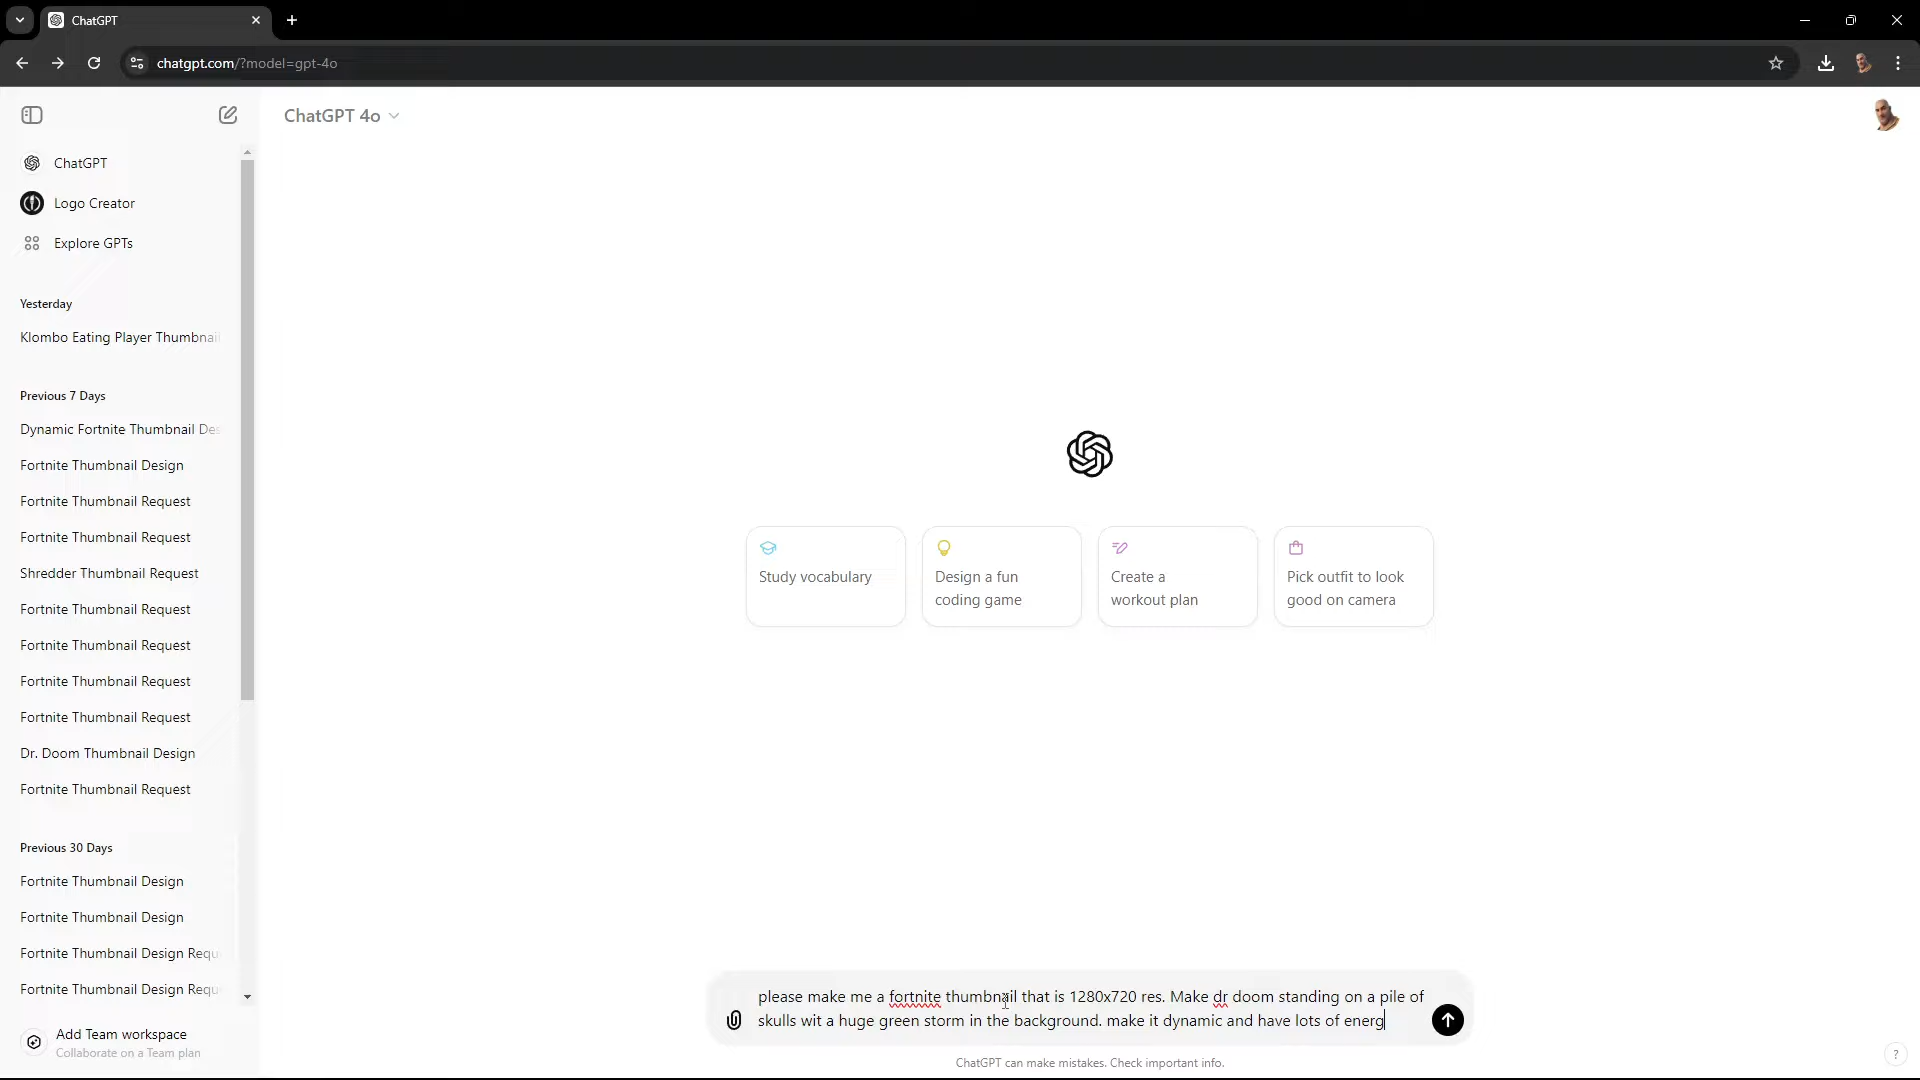 ChatGPT
chatgpt.com/?model=gpt-4o
ChatGPT 4o
ChatGPT
Logo Creator
Explore GPTs
Yesterday
Klombo Eating Player Thumbnail
Previous 7 Days
Dynamic Fortnite Thumbnail Des
Fortnite Thumbnail Design
Fortnite Thumbnail Request
Fortnite Thumbnail Request
Shredder Thumbnail Request
Fortnite Thumbnail Request
Fortnite Thumbnail Request
Fortnite Thumbnail Request
Fortnite Thumbnail Request
Dr. Doom Thumbnail Design
Fortnite Thumbnail Request
Previous 30 Days
Fortnite Thumbnail Design
Fortnite Thumbnail Design
Fortnite Thumbnail Design Requ
Fortnite Thumbnail Design Requ
Add Team workspace
Collaborate on a Team plan
Study vocabulary
Design a fun
coding game
Create a
workout plan
Pick outfit to look
good on camera
please make me a fortnite thumbnail that is 1280x720 res. Make dr doom standing on a pile of
skulls wit a huge green storm in the background. make it dynamic and have lots of energ
ChatGPT can make mistakes. Check important info.
?